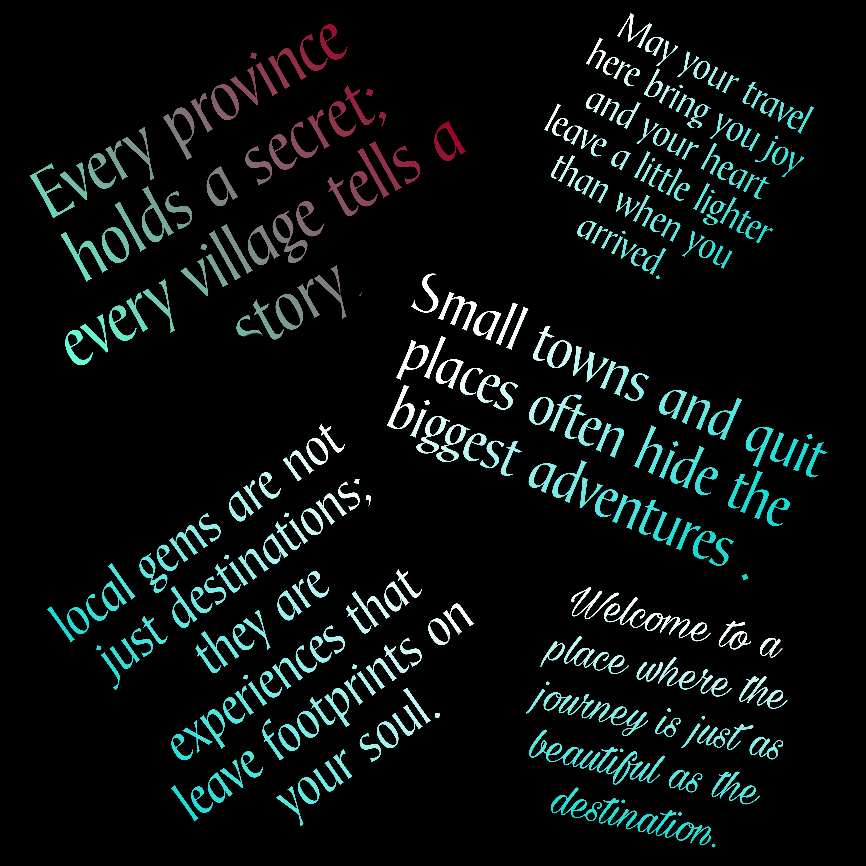 Every province
holds a secret;
every village tells a
story.
May your travel
here bring you joy
and your heart
leave a little lighter
than when you
arrived.
Small towns and quit
places often hide the
biggest adventures .
local gems are not
just destinations;
they are
experiences that
leave footprints on
your soul.
Welcome to a
place where the
journey is just as
beautiful as the
destination.